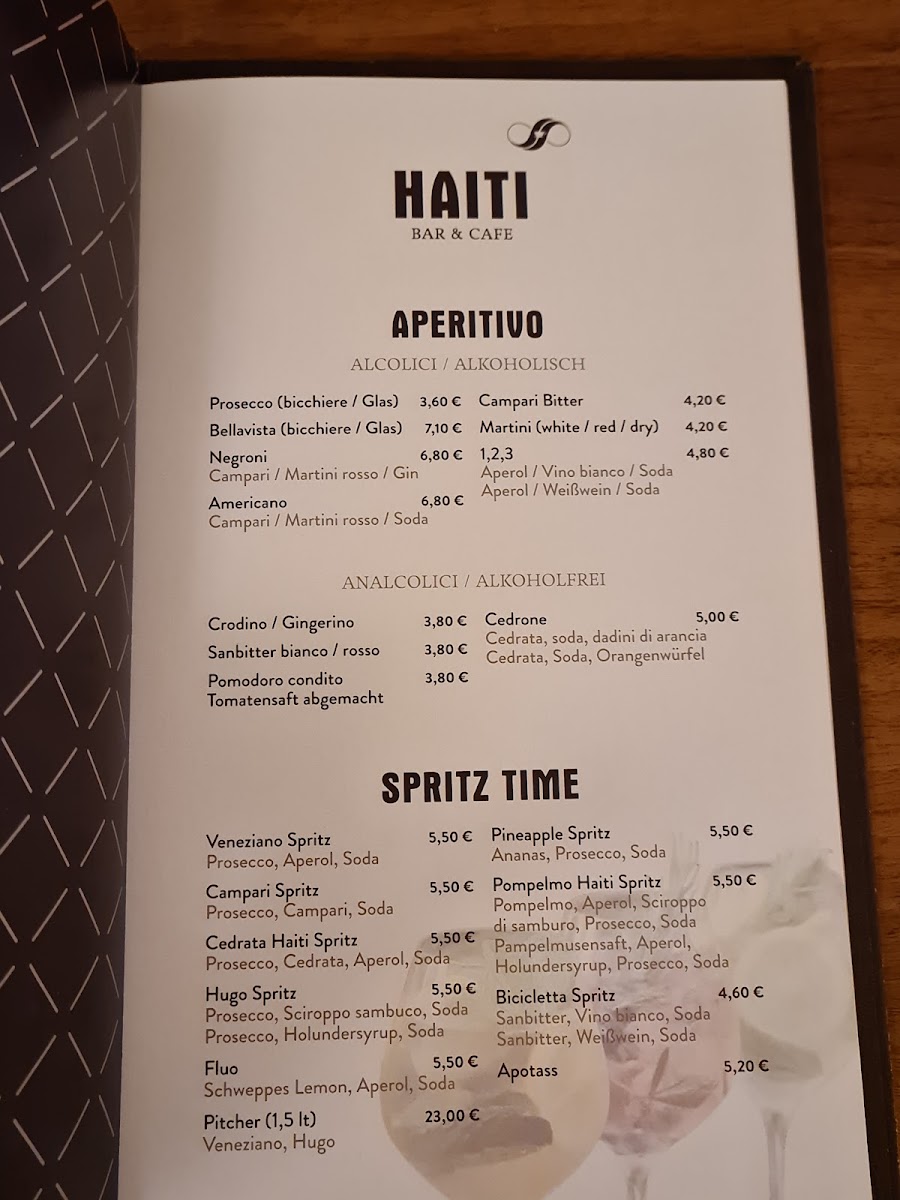 HAITI
BAR & CAFE
APERITIVO
ALCOLICI / ALKOHOLISCH
Prosecco (bicchiere / Glas) 3,60 €
Bellavista (bicchiere / Glas) 7,10 €
Negroni 6,80 €
Campari / Martini rosso / Gin
Americano 6,80 €
Campari / Martini rosso / Soda
Campari Bitter 4,20 €
Martini (white / red / dry) 4,20 €
1,2,3 4,80 €
Aperol / Vino bianco / Soda
Aperol / Weißwein / Soda
ANALCOLICI / ALKOHOLFREI
Crodino / Gingerino 3,80 €
Sanbitter bianco / rosso 3,80 €
Pomodoro condito 3,80 €
Tomatensaft abgemacht
Cedrone 5,00 €
Cedrata, soda, dadini di arancia
Cedrata, Soda, Orangenwürfel
SPRITZ TIME
Veneziano Spritz 5,50 €
Prosecco, Aperol, Soda
Campari Spritz 5,50 €
Prosecco, Campari, Soda
Cedrata Haiti Spritz 5,50 €
Prosecco, Cedrata, Aperol, Soda
Hugo Spritz 5,50 €
Prosecco, Sciroppo sambuco, Soda
Prosecco, Holundersyrup, Soda
Fluo 5,50 €
Schweppes Lemon, Aperol, Soda
Pitcher (1,5 lt) 23,00 €
Veneziano, Hugo
Pineapple Spritz 5,50 €
Ananas, Prosecco, Soda
Pompelmo Haiti Spritz 5,50 €
Pompelmo, Aperol, Sciroppo
di samburo, Prosecco, Soda
Pampelmusensaft, Aperol,
Holundersyrup, Prosecco, Soda
Bicicletta Spritz 4,60 €
Sanbitter, Vino bianco, Soda
Sanbitter, Weißwein, Soda
Apotass 5,20 €